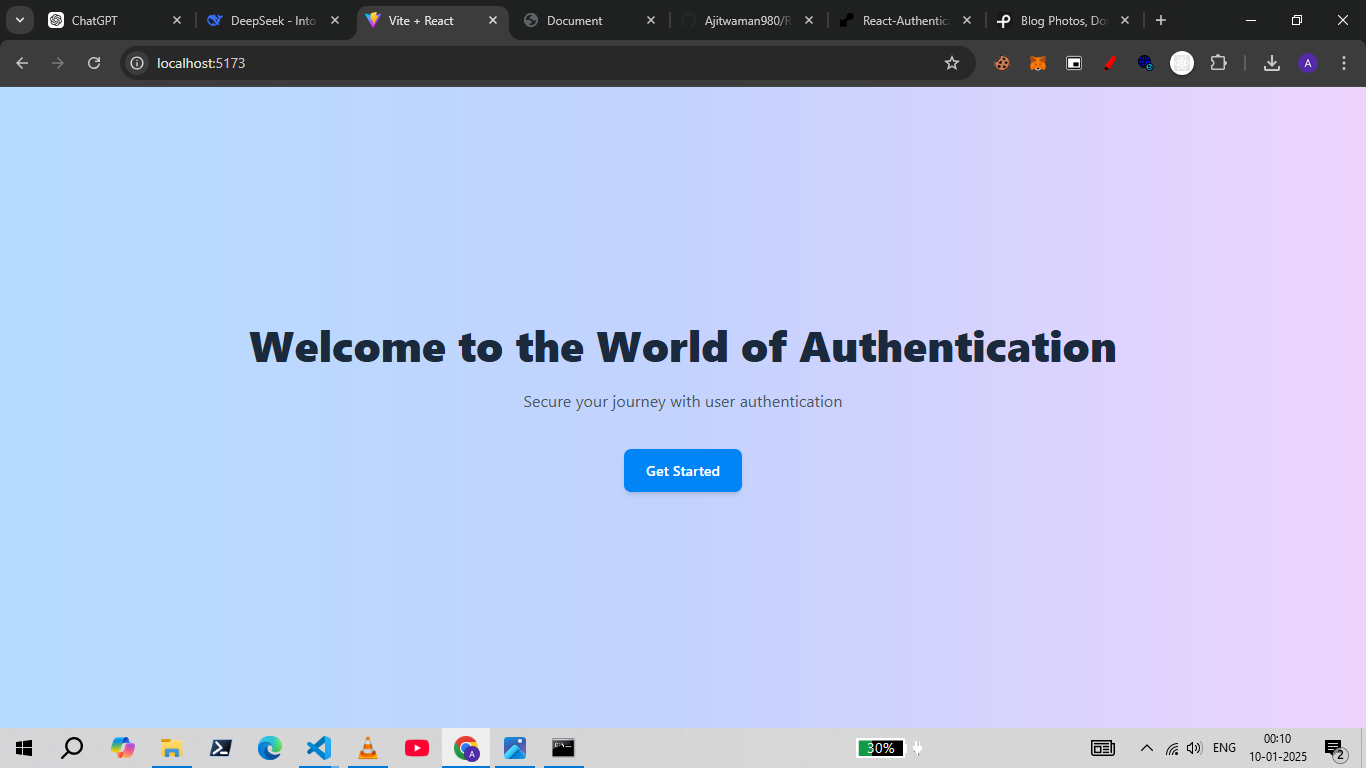 ChatGPT
DeepSeek - Into
Vite + React
Document
Ajitwaman980/R
React-Authentica
Blog Photos, Do
localhost:5173
A
Welcome to the World of Authentication
Secure your journey with user authentication
Get Started
A
30%
ENG
00:10
10-01-2025
2